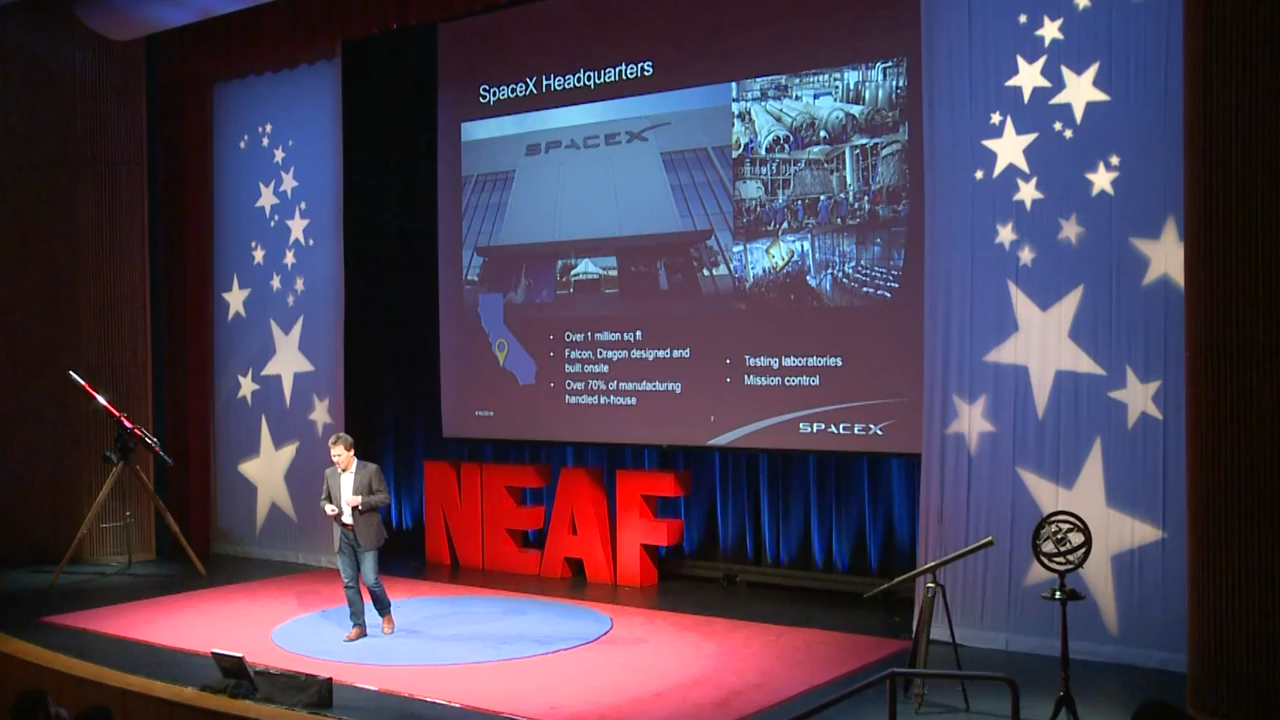 SpaceX Headquarters
SPACEX
• Over 1 million sq ft
• Falcon, Dragon designed and
built onsite
• Over 70% of manufacturing
handled in-house
• Testing laboratories
• Mission control
7
SPACEX
NEAF